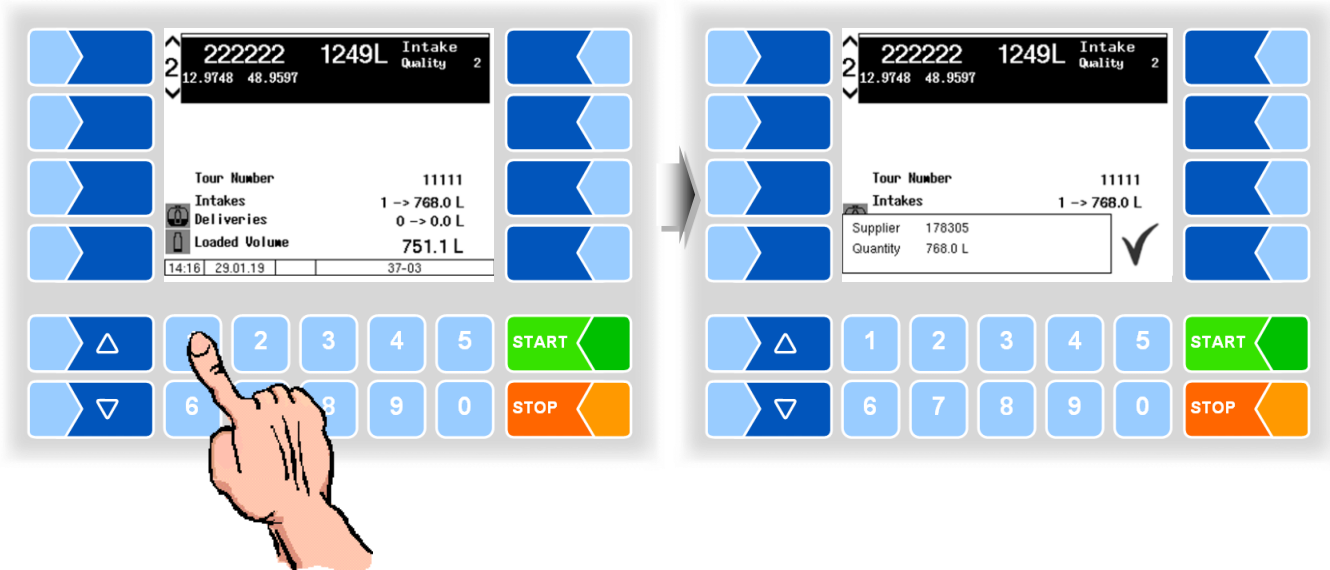 222222 1249L Intake
Quality 2
2
12.9748 48.9597
Tour Number 11111
Intakes 1 -> 768.0 L
Deliveries 0 -> 0.0 L
Loaded Volume 751.1 L
14:16 29.01.19 37-03
2 3 4 5 START
6 8 9 0 STOP
222222 1249L Intake
Quality 2
2
12.9748 48.9597
Tour Number 11111
Intakes 1 -> 768.0 L
Supplier 178305
Quantity 768.0 L
1 2 3 4 5 START
6 7 8 9 0 STOP